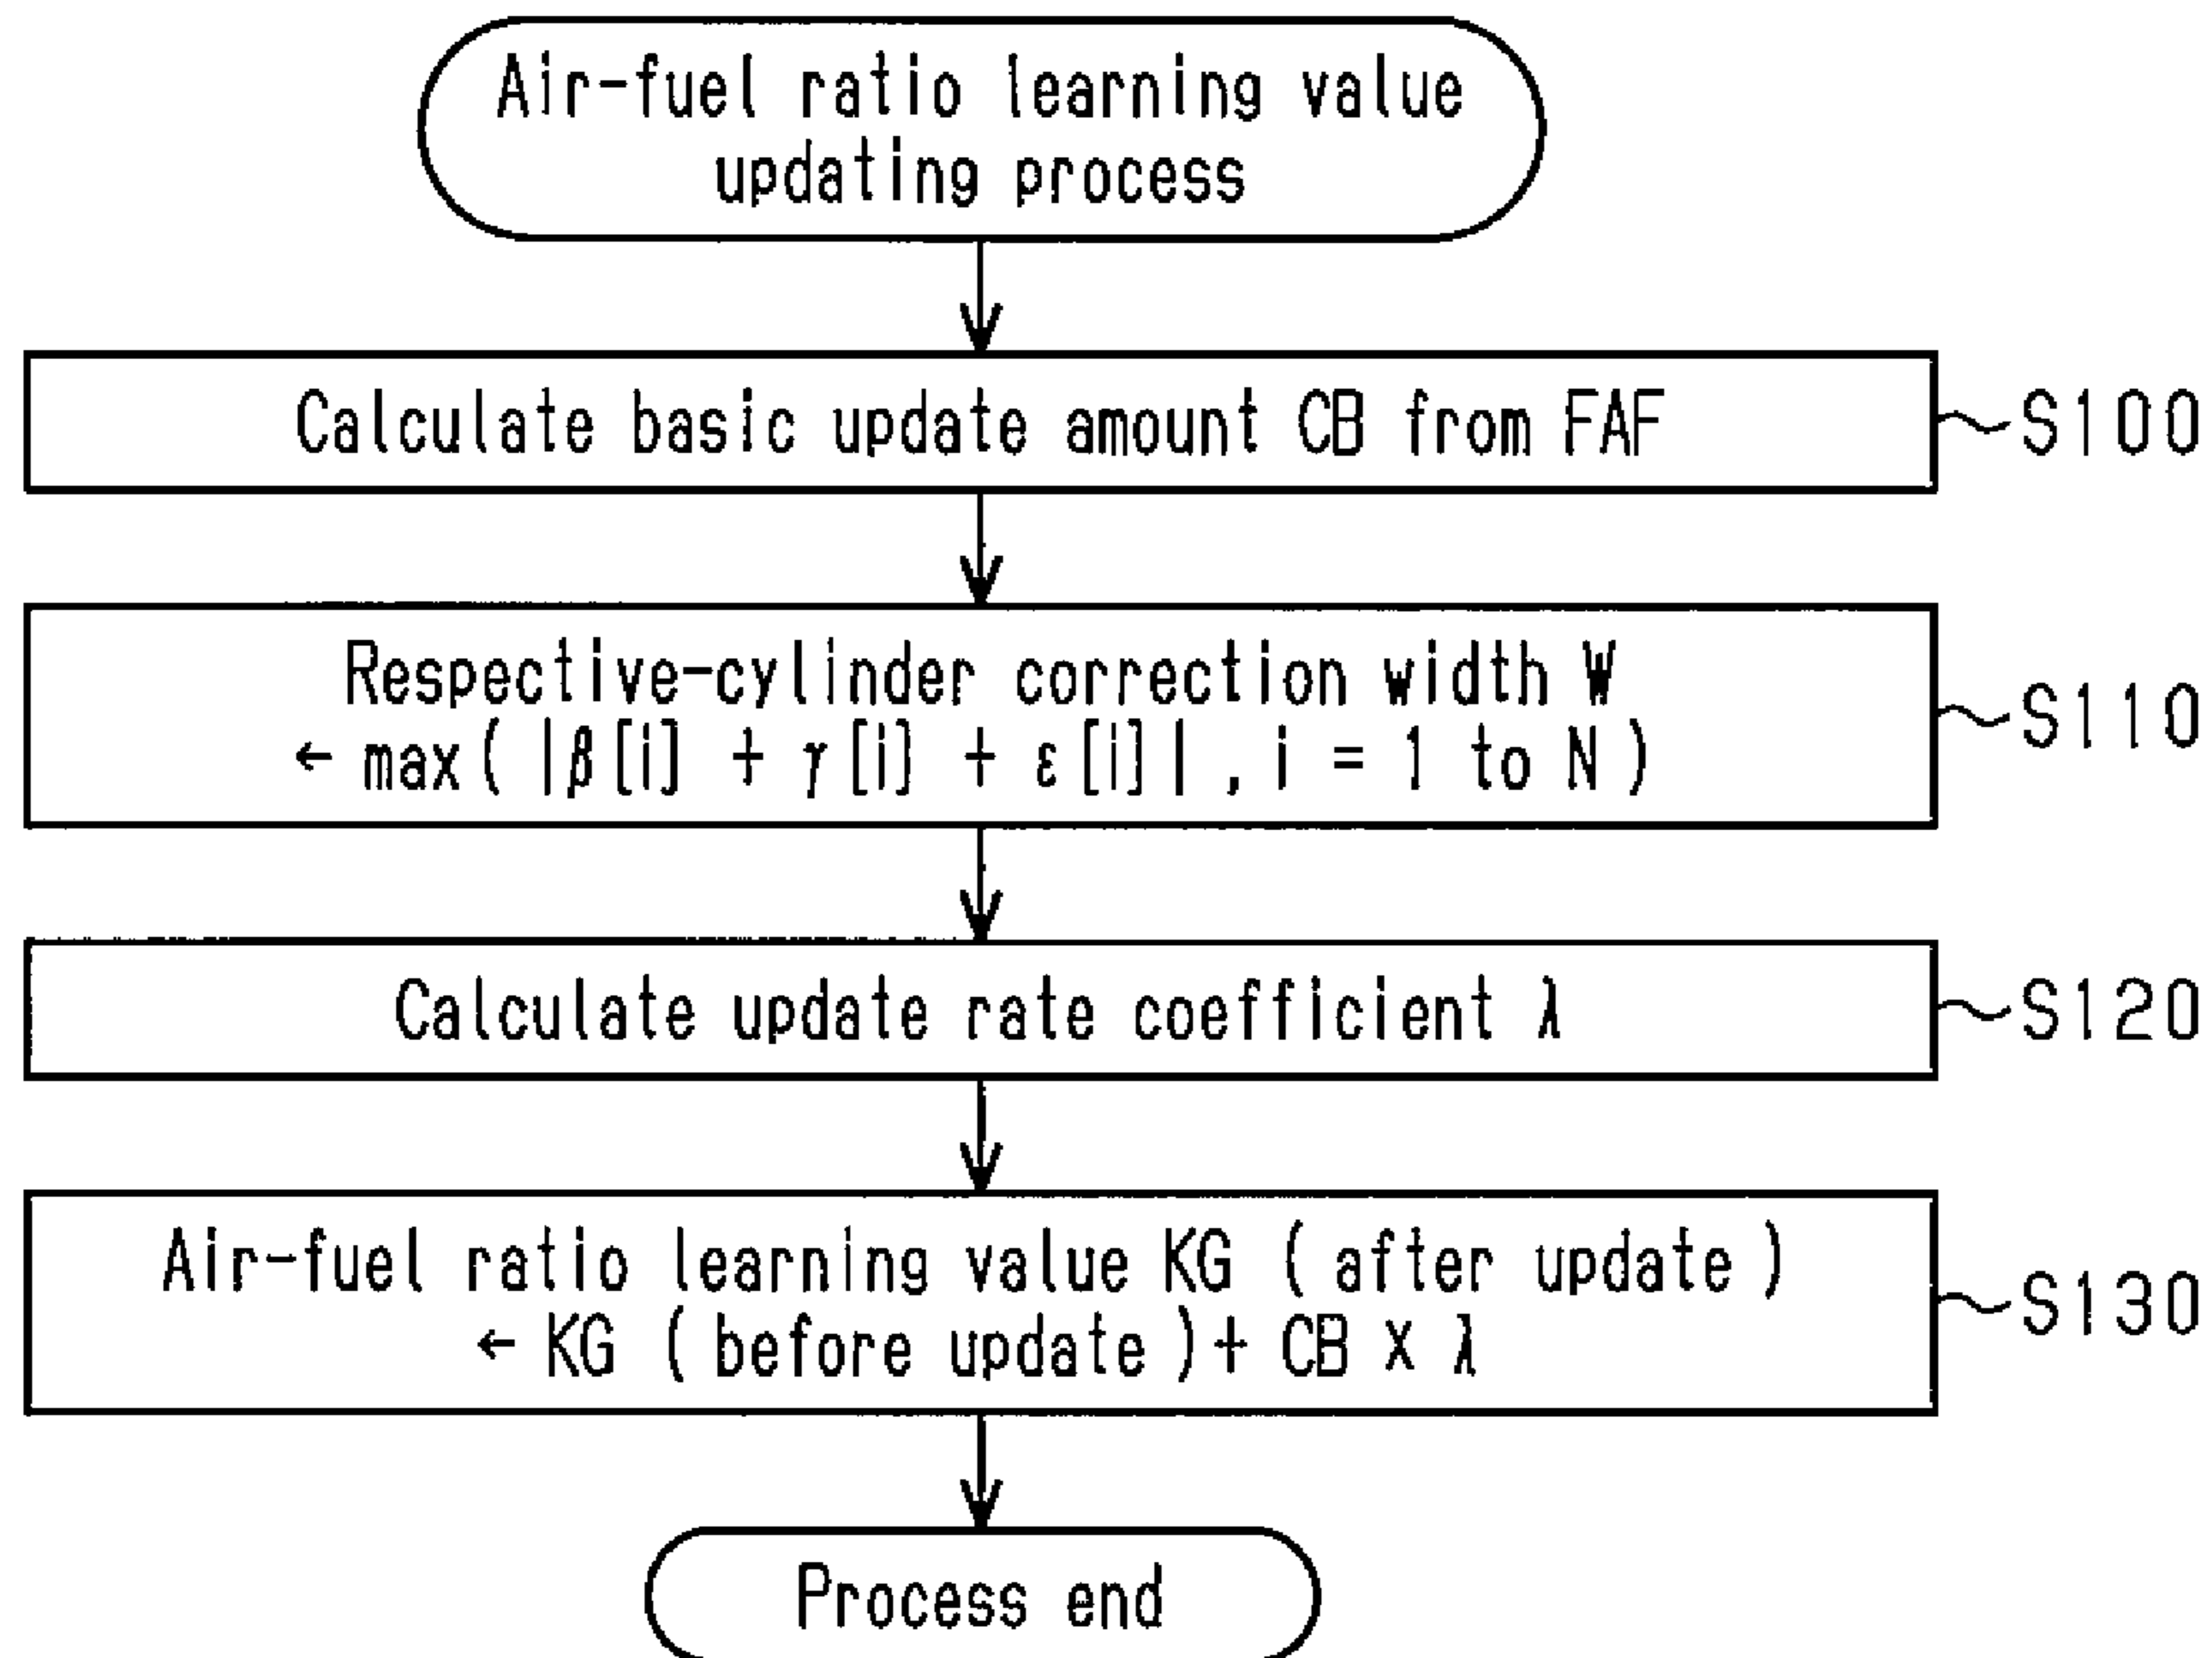 Air-fuel ratio learning value
updating process
Calculate basic update amount CB from FAF
S100
Respective-cylinder correction width W
← max ( |β[i] + γ[i] + ε[i]| , i = 1 to N )
S110
Calculate update rate coefficient λ
S120
Air-fuel ratio learning value KG ( after update )
← KG ( before update ) + CB X λ
S130
Process end